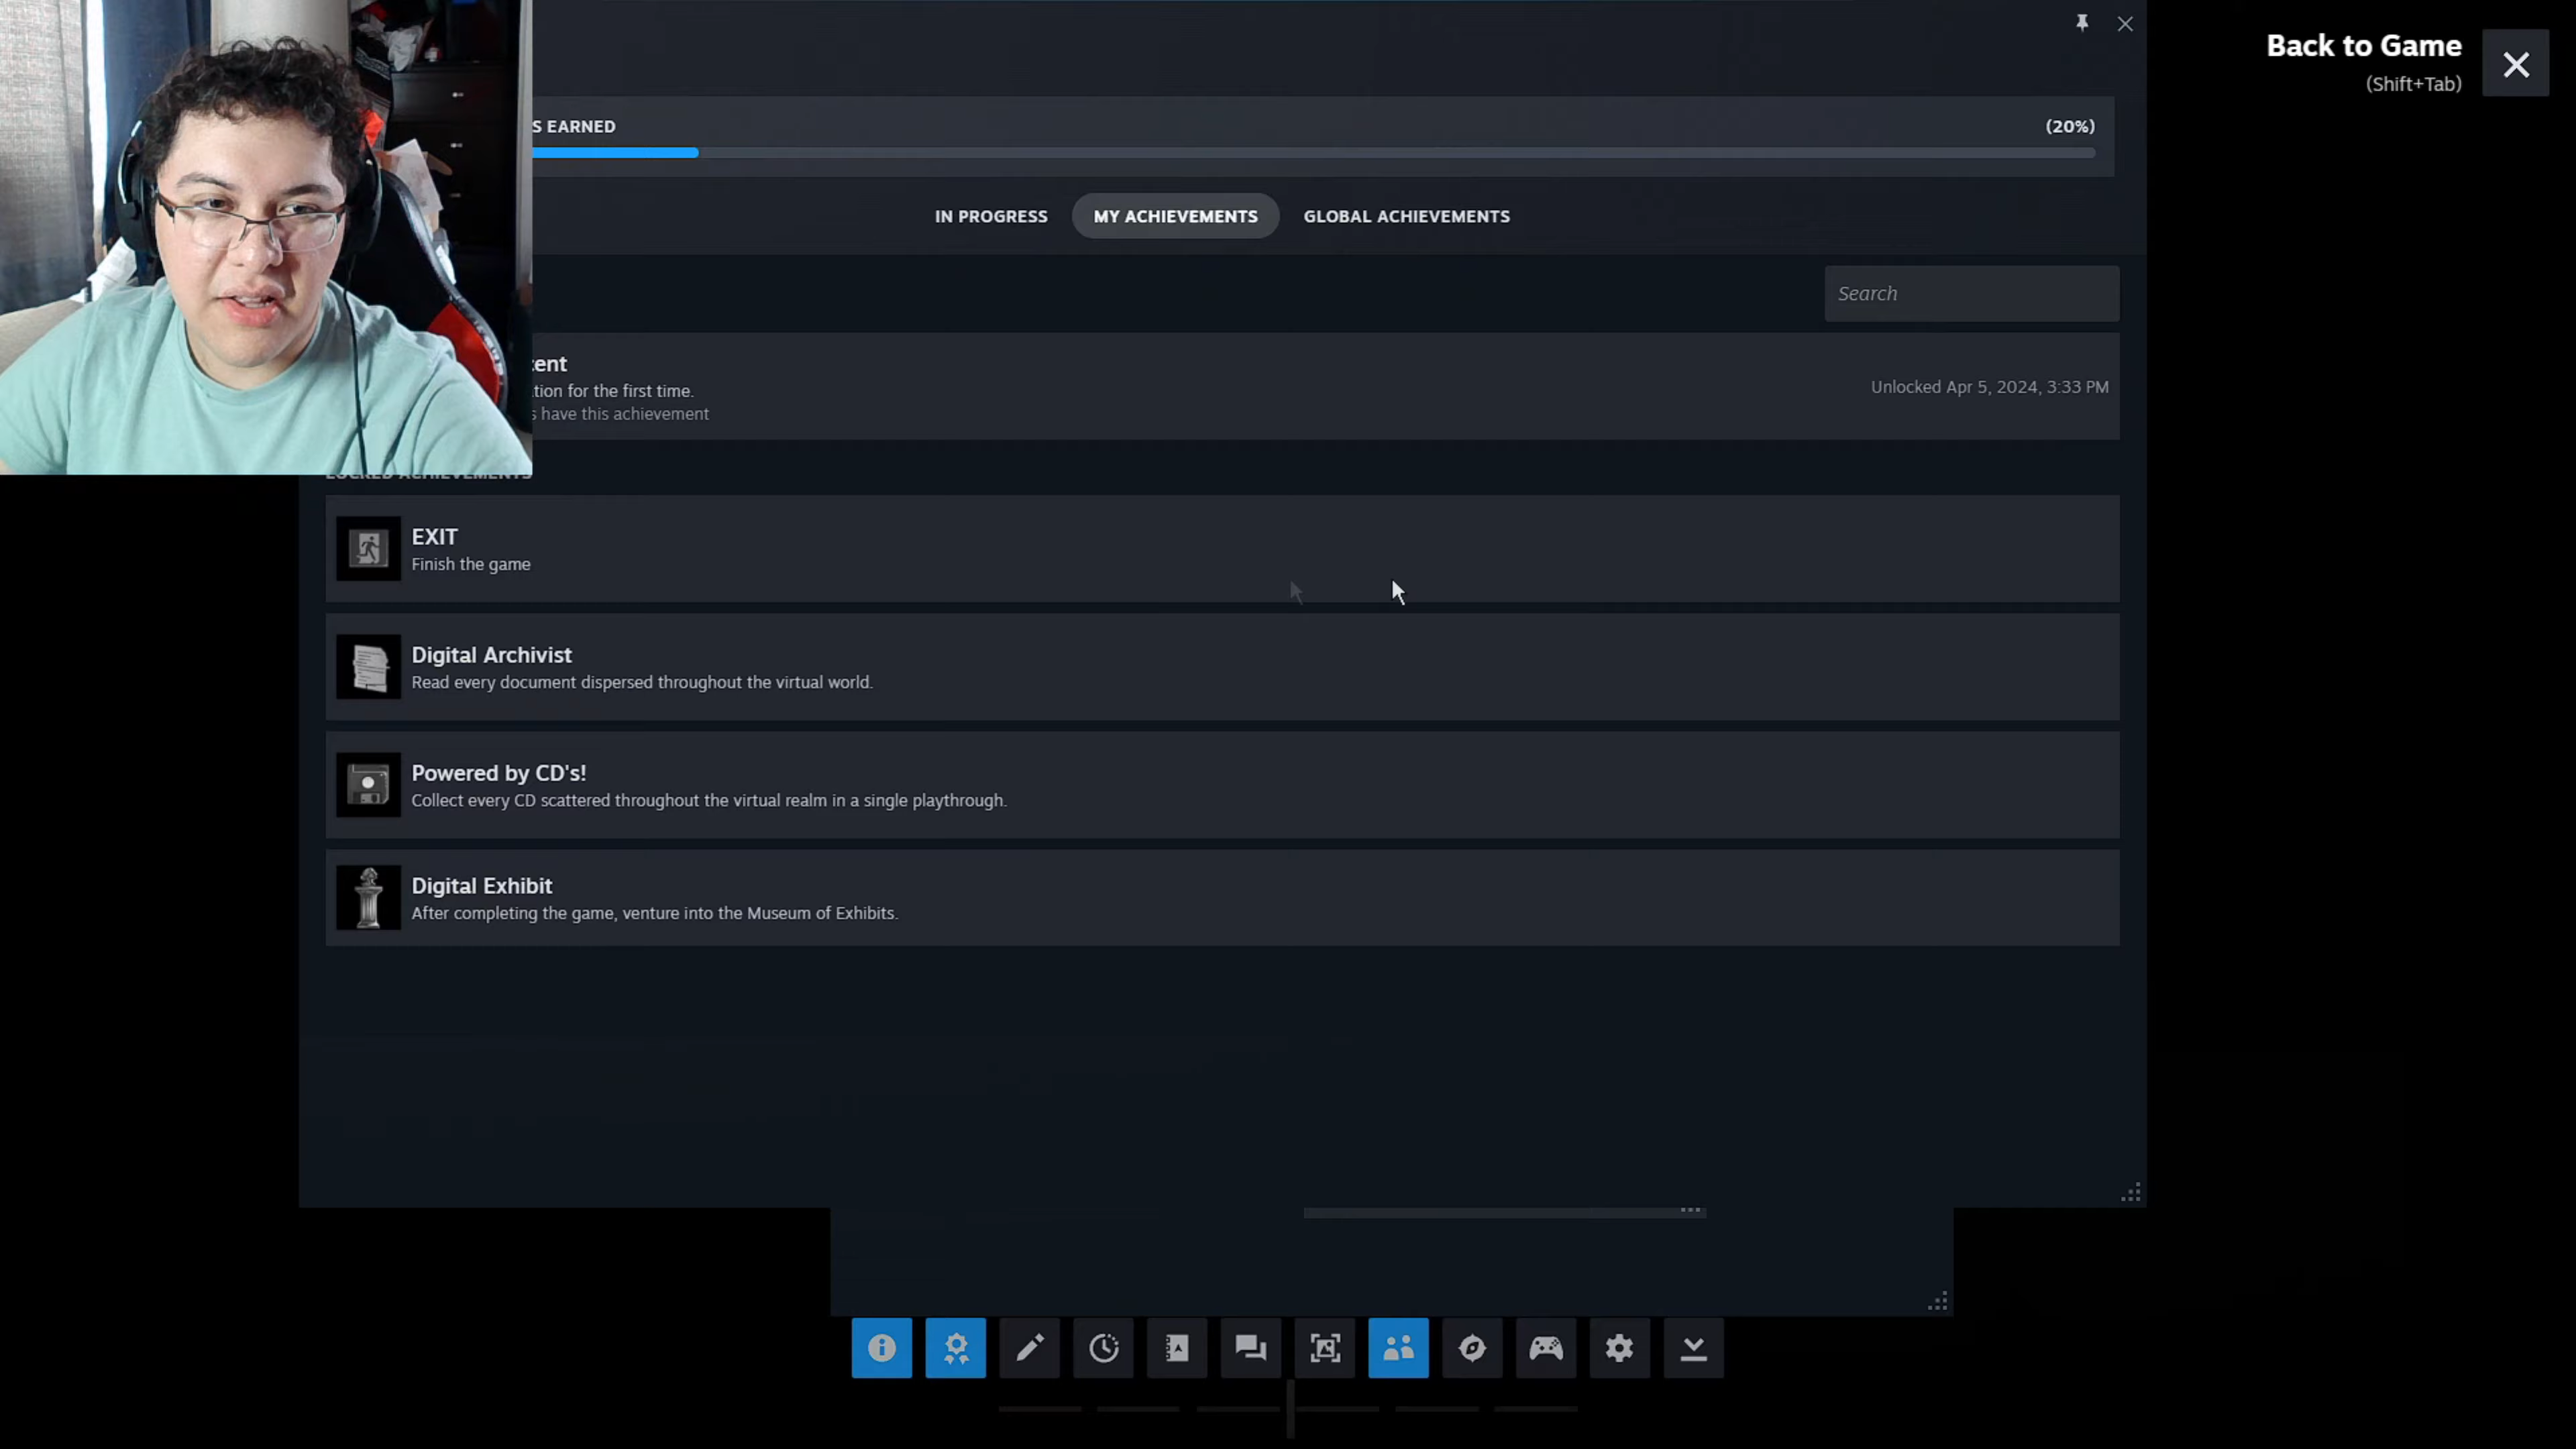 Back to Game
(Shift+Tab)
S EARNED
(20%)
IN PROGRESS
MY ACHIEVEMENTS
GLOBAL ACHIEVEMENTS
Search
cent
tion for the first time.
s have this achievement
Unlocked Apr 5, 2024, 3:33 PM
LOCKED ACHIEVEMENTS
EXIT
Finish the game
Digital Archivist
Read every document dispersed throughout the virtual world.
Powered by CD's!
Collect every CD scattered throughout the virtual realm in a single playthrough.
Digital Exhibit
After completing the game, venture into the Museum of Exhibits.